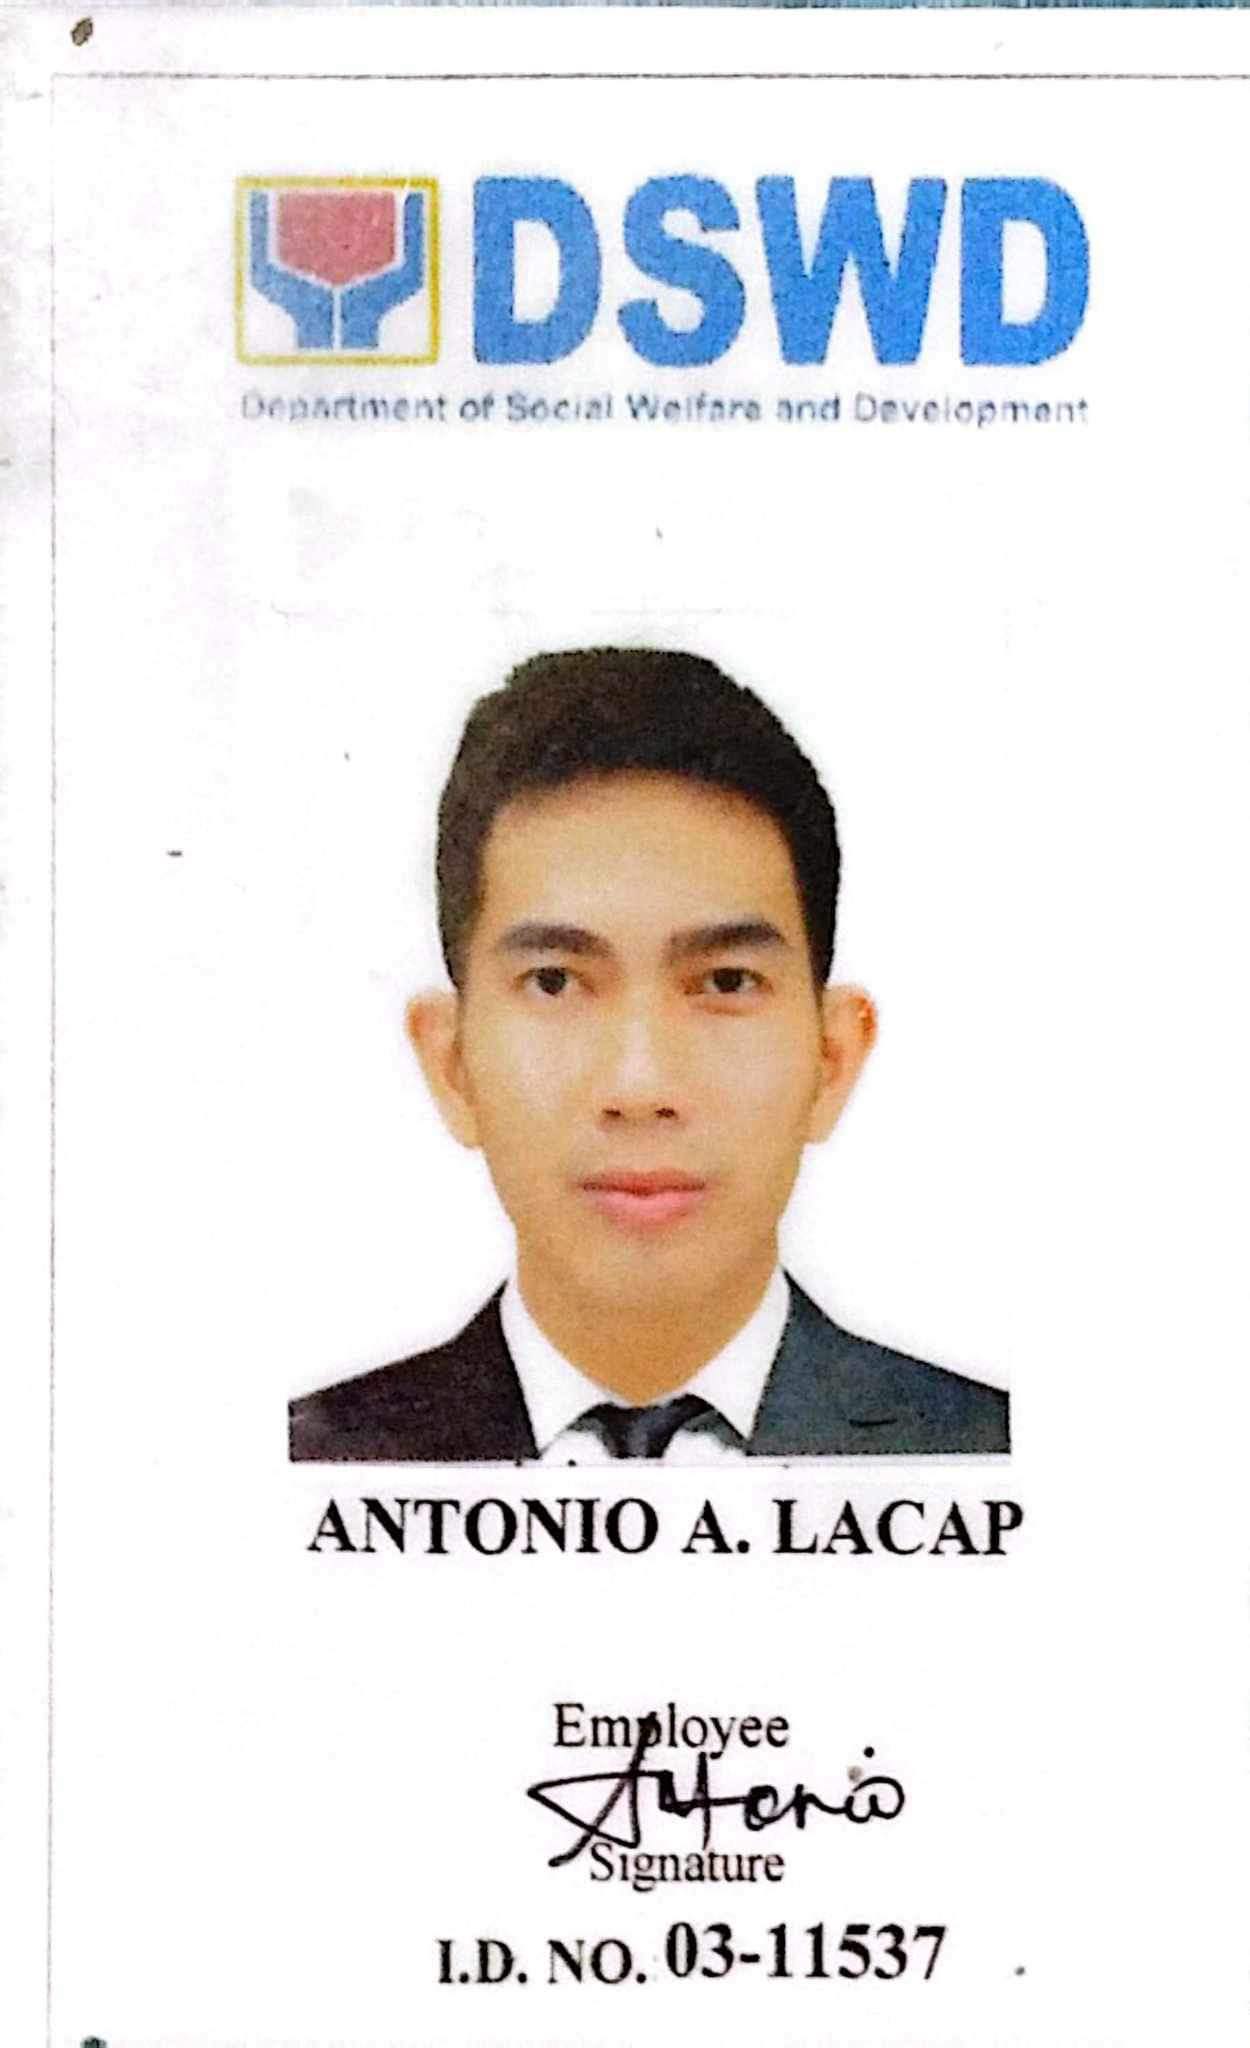 DSWD
Department of Social Welfare and Development
ANTONIO A. LACAP
Employee
Antonio
Signature
I.D. NO. 03-11537